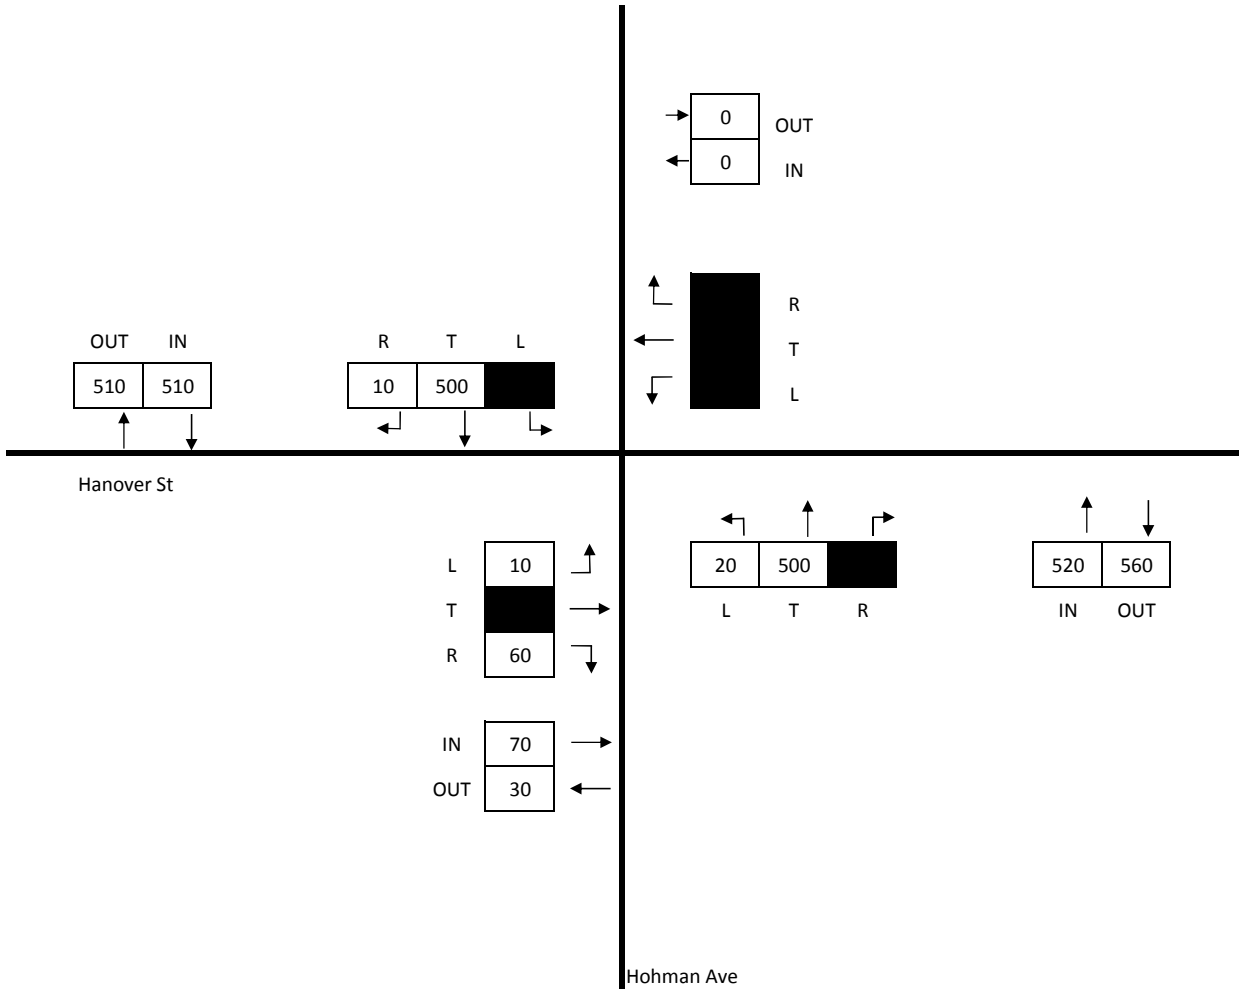 0 OUT
0 IN
R
T
L
OUT IN
510 510
R T L
10 500
Hanover St
L 10
T
R 60
IN 70
OUT 30
20 500
L T R
520 560
IN OUT
Hohman Ave